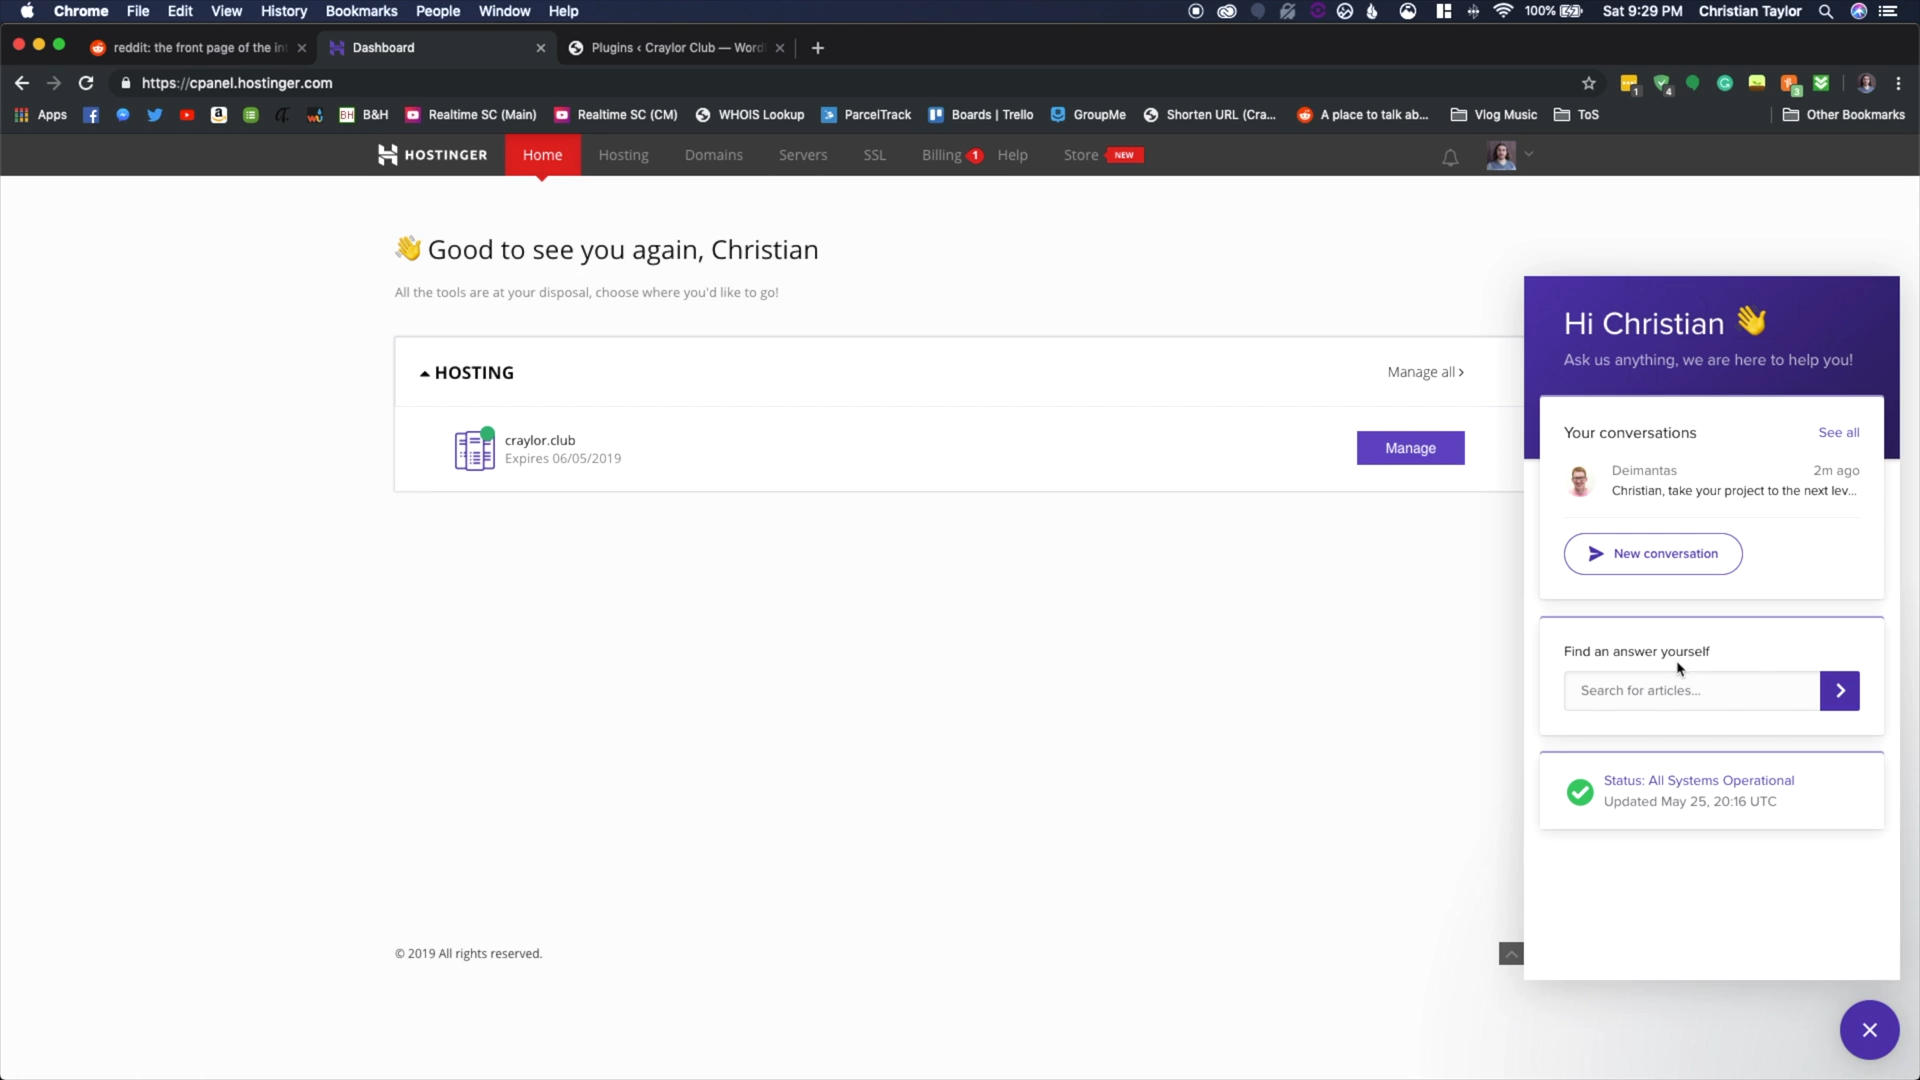 Chrome File Edit View History Bookmarks People Window Help
100% Sat 9:29 PM Christian Taylor
reddit: the front page of the int
Dashboard
Plugins ‹ Craylor Club — Word
https://cpanel.hostinger.com
1
4
3
Apps
B&H
Realtime SC (Main)
Realtime SC (CM)
WHOIS Lookup
ParcelTrack
Boards | Trello
GroupMe
Shorten URL (Cra...
A place to talk ab...
Vlog Music
ToS
Other Bookmarks
HOSTINGER
Home
Hosting
Domains
Servers
SSL
Billing 1
Help
Store NEW
👋 Good to see you again, Christian
All the tools are at your disposal, choose where you'd like to go!
HOSTING
Manage all ›
craylor.club
Expires 06/05/2019
Manage
Hi Christian 👋
Ask us anything, we are here to help you!
Your conversations
See all
Deimantas
2m ago
Christian, take your project to the next lev...
New conversation
Find an answer yourself
Search for articles...
Status: All Systems Operational
Updated May 25, 20:16 UTC
© 2019 All rights reserved.